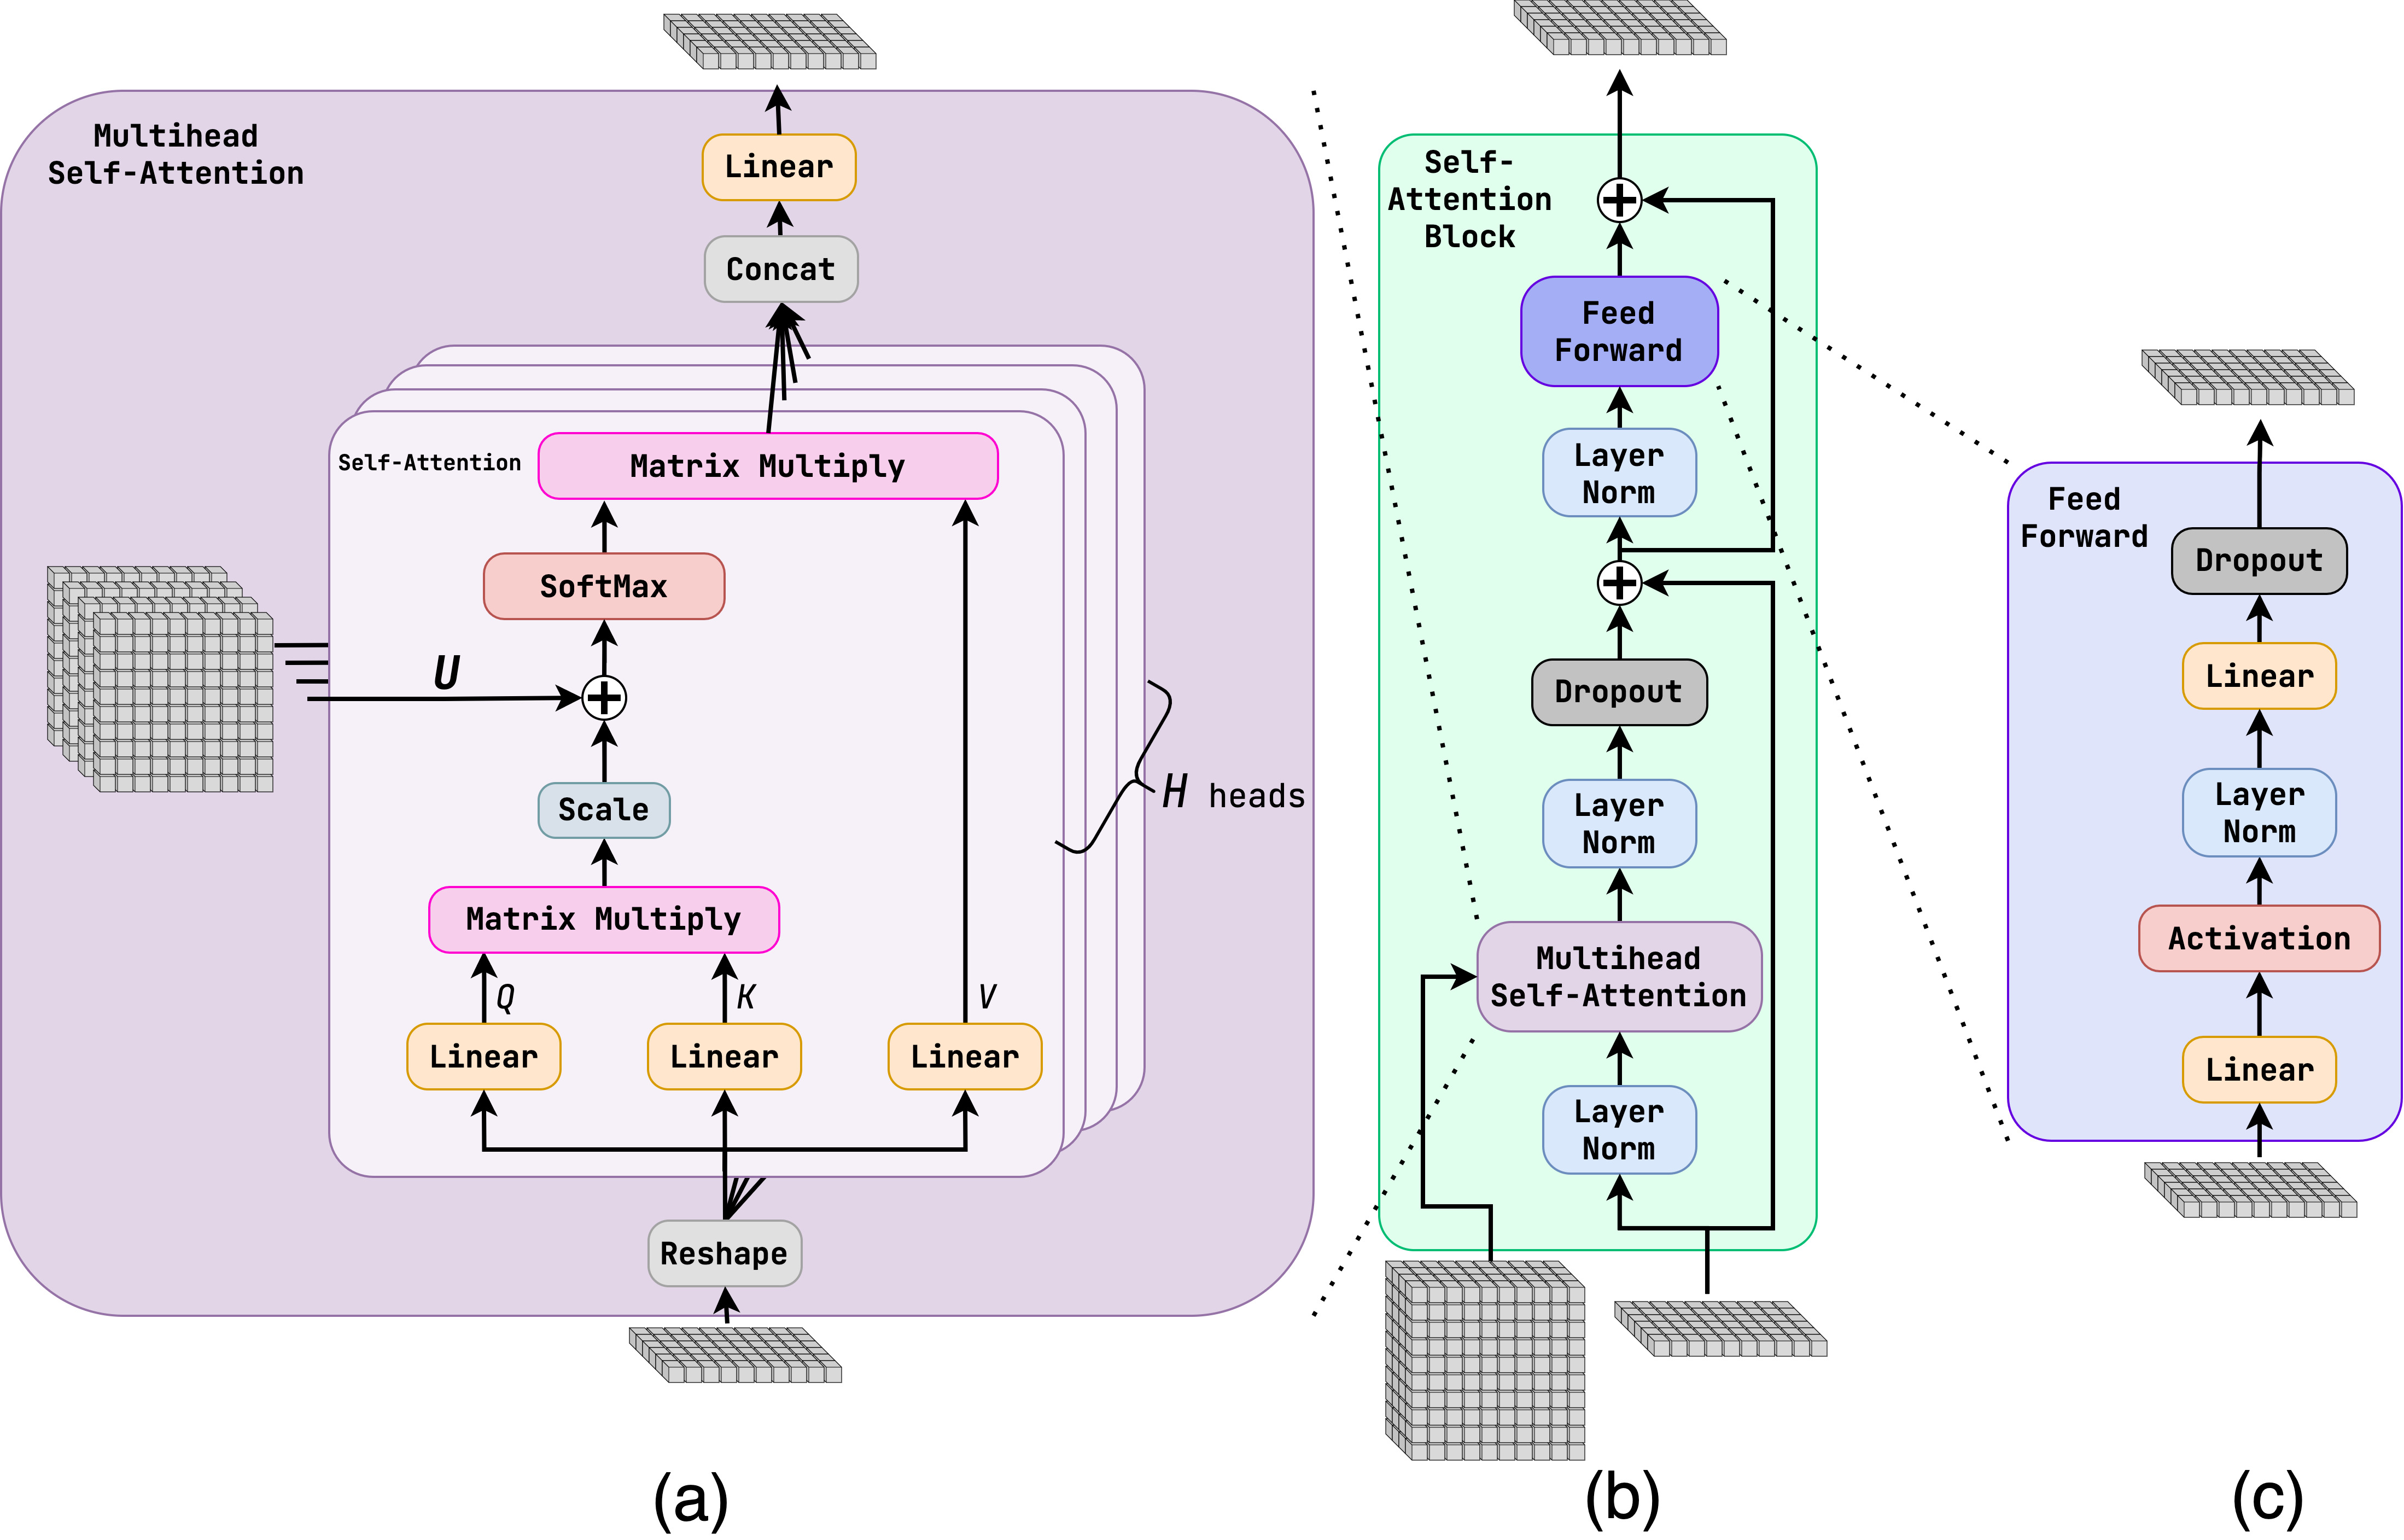 Multihead
Self-Attention
Linear
Concat
Self-Attention
Matrix Multiply
SoftMax
U
Scale
H heads
Matrix Multiply
Q
K
V
Linear
Linear
Linear
Reshape
(a)
Self-
Attention
Block
Feed
Forward
Layer
Norm
Dropout
Layer
Norm
Multihead
Self-Attention
Layer
Norm
(b)
Feed
Forward
Dropout
Linear
Layer
Norm
Activation
Linear
(c)